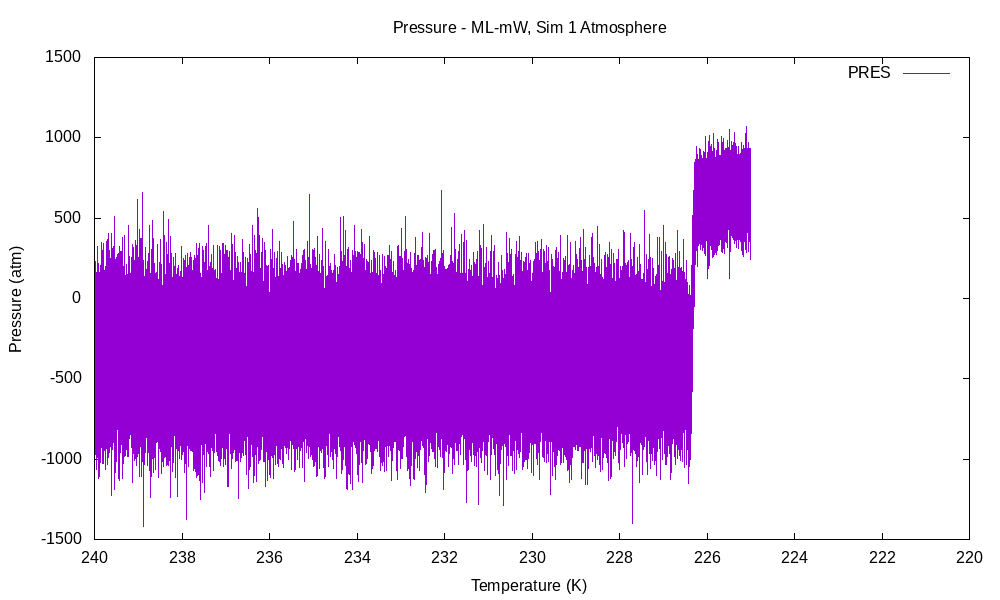 Pressure - ML-mW, Sim 1 Atmosphere
PRES
1500
1000
500
0
-500
-1000
-1500
Pressure (atm)
240 238 236 234 232 230 228 226 224 222 220
Temperature (K)